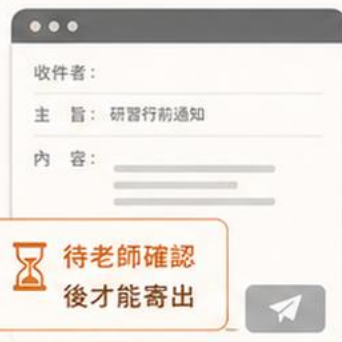 收件者：
主　旨：研習行前通知
內　容：
待老師確認
後才能寄出